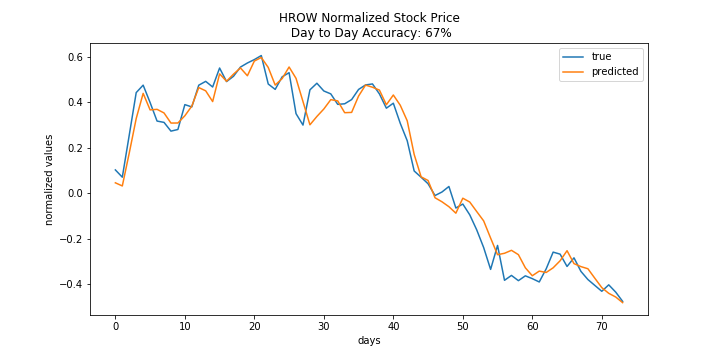 HROW Normalized Stock Price
Day to Day Accuracy: 67%
true
predicted
normalized values
0.6
0.4
0.2
0.0
−0.2
−0.4
0 10 20 30 40 50 60 70
days